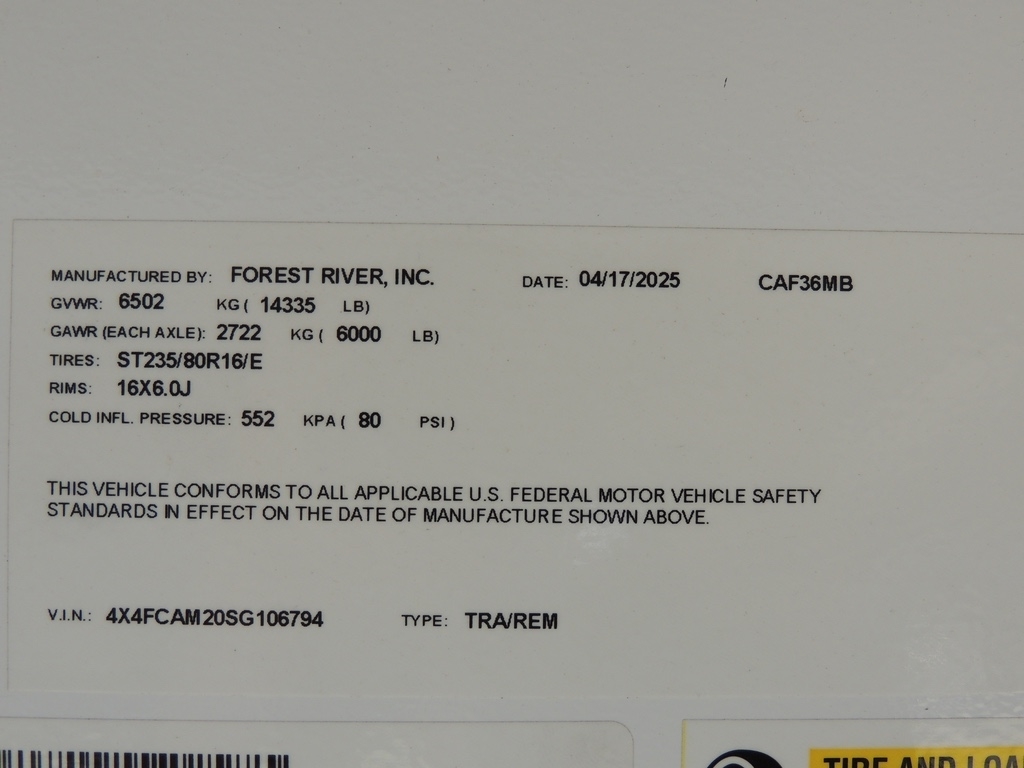 MANUFACTURED BY: FOREST RIVER, INC. DATE: 04/17/2025 CAF36MB
GVWR: 6502 KG ( 14335 LB)
GAWR (EACH AXLE): 2722 KG ( 6000 LB)
TIRES: ST235/80R16/E
RIMS: 16X6.0J
COLD INFL. PRESSURE: 552 KPA ( 80 PSI )
THIS VEHICLE CONFORMS TO ALL APPLICABLE U.S. FEDERAL MOTOR VEHICLE SAFETY
STANDARDS IN EFFECT ON THE DATE OF MANUFACTURE SHOWN ABOVE.
V.I.N.: 4X4FCAM20SG106794 TYPE: TRA/REM
TIRE AND LOA